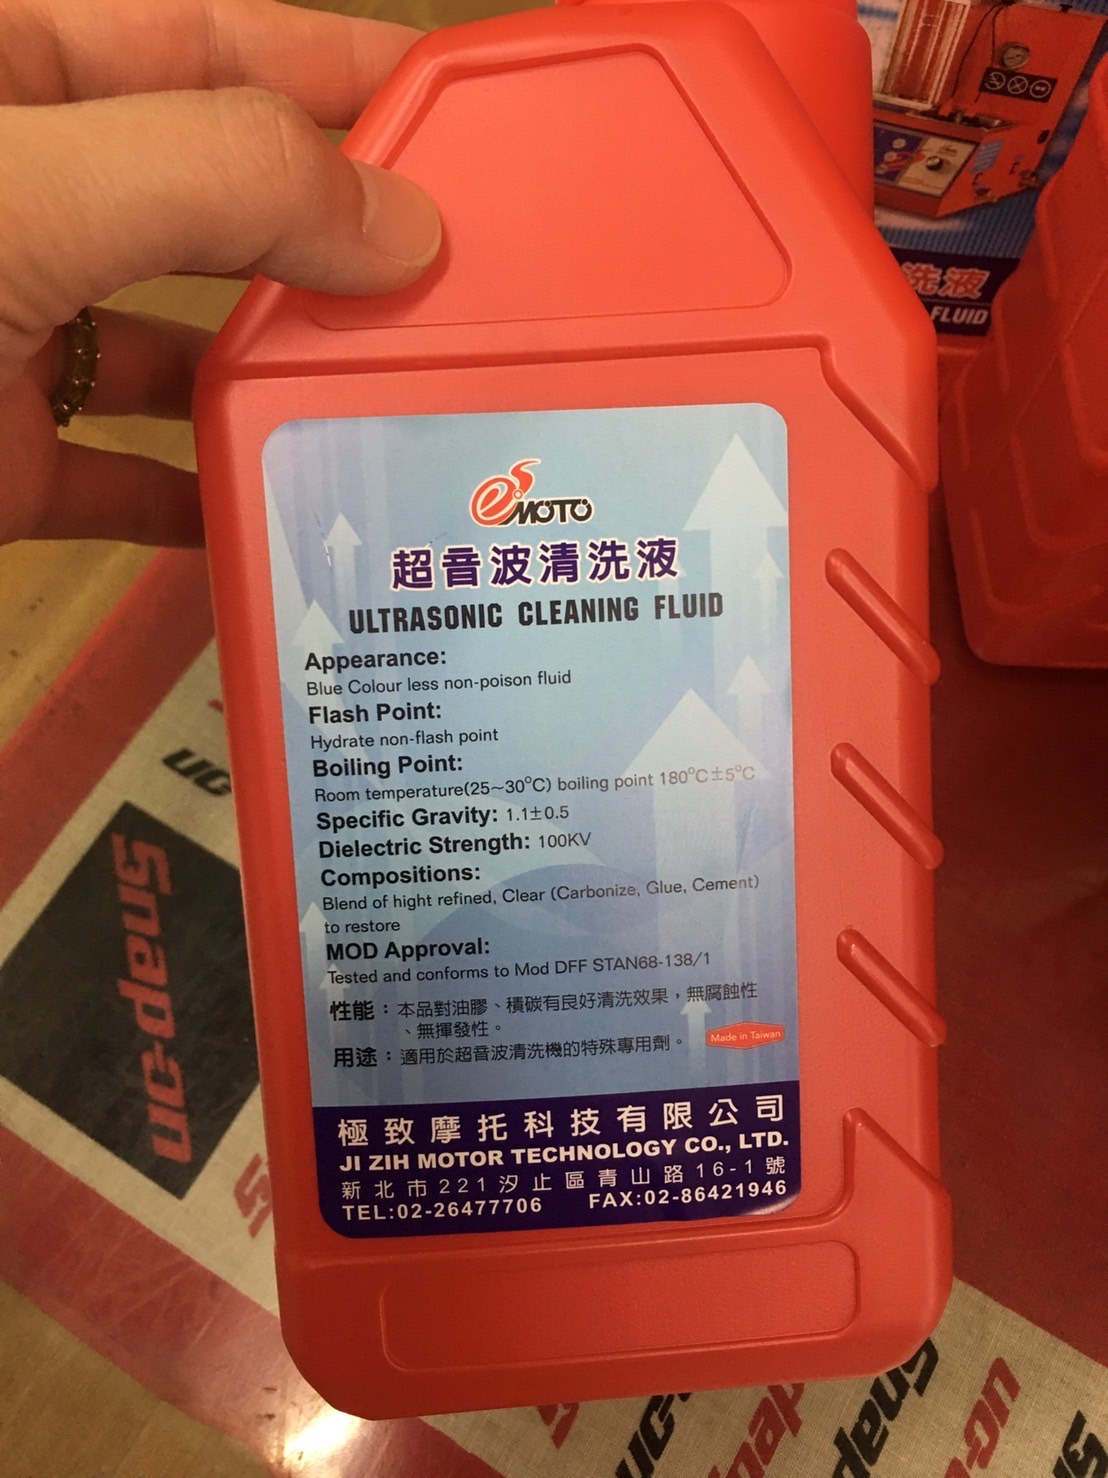 洗液
FLUID
e's MOTO
超音波清洗液
ULTRASONIC CLEANING FLUID
Appearance:
Blue Colour less non-poison fluid
Flash Point:
Hydrate non-flash point
Boiling Point:
Room temperature(25~30°C) boiling point 180°C±5°C
Specific Gravity: 1.1±0.5
Dielectric Strength: 100KV
Compositions:
Blend of hight refined, Clear (Carbonize, Glue, Cement)
to restore
MOD Approval:
Tested and conforms to Mod DFF STAN68-138/1
性能：本品對油膠、積碳有良好清洗效果，無腐蝕性
、無揮發性。
用途：適用於超音波清洗機的特殊專用劑。
Made in Taiwan
極致摩托科技有限公司
JI ZIH MOTOR TECHNOLOGY CO., LTD.
新北市221汐止區青山路16-1號
TEL:02-26477706 FAX:02-86421946
snap-on
snap-on